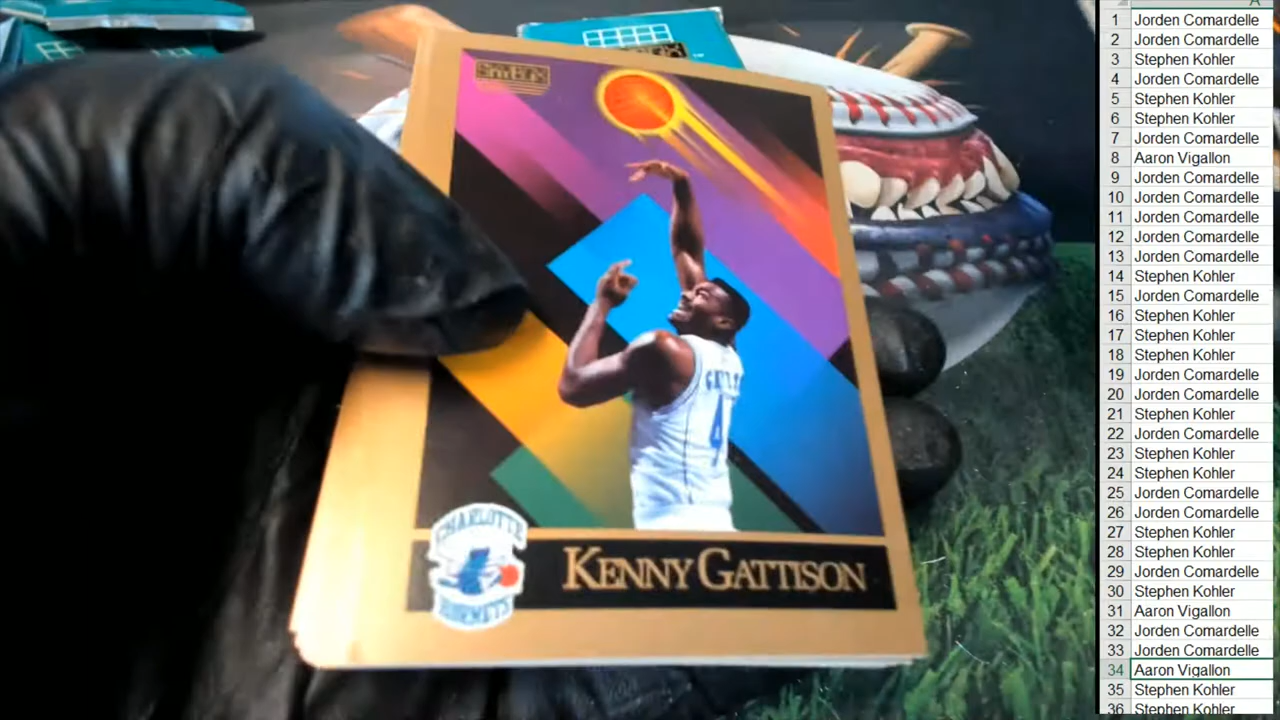 SKYBOX
CHARLOTTE
HORNETS
KENNY GATTISON
4
A
1 Jorden Comardelle
2 Jorden Comardelle
3 Stephen Kohler
4 Jorden Comardelle
5 Stephen Kohler
6 Stephen Kohler
7 Jorden Comardelle
8 Aaron Vigallon
9 Jorden Comardelle
10 Jorden Comardelle
11 Jorden Comardelle
12 Jorden Comardelle
13 Jorden Comardelle
14 Stephen Kohler
15 Jorden Comardelle
16 Stephen Kohler
17 Stephen Kohler
18 Stephen Kohler
19 Jorden Comardelle
20 Jorden Comardelle
21 Stephen Kohler
22 Jorden Comardelle
23 Stephen Kohler
24 Stephen Kohler
25 Jorden Comardelle
26 Jorden Comardelle
27 Stephen Kohler
28 Stephen Kohler
29 Jorden Comardelle
30 Stephen Kohler
31 Aaron Vigallon
32 Jorden Comardelle
33 Jorden Comardelle
34 Aaron Vigallon
35 Stephen Kohler
36 Stephen Kohler